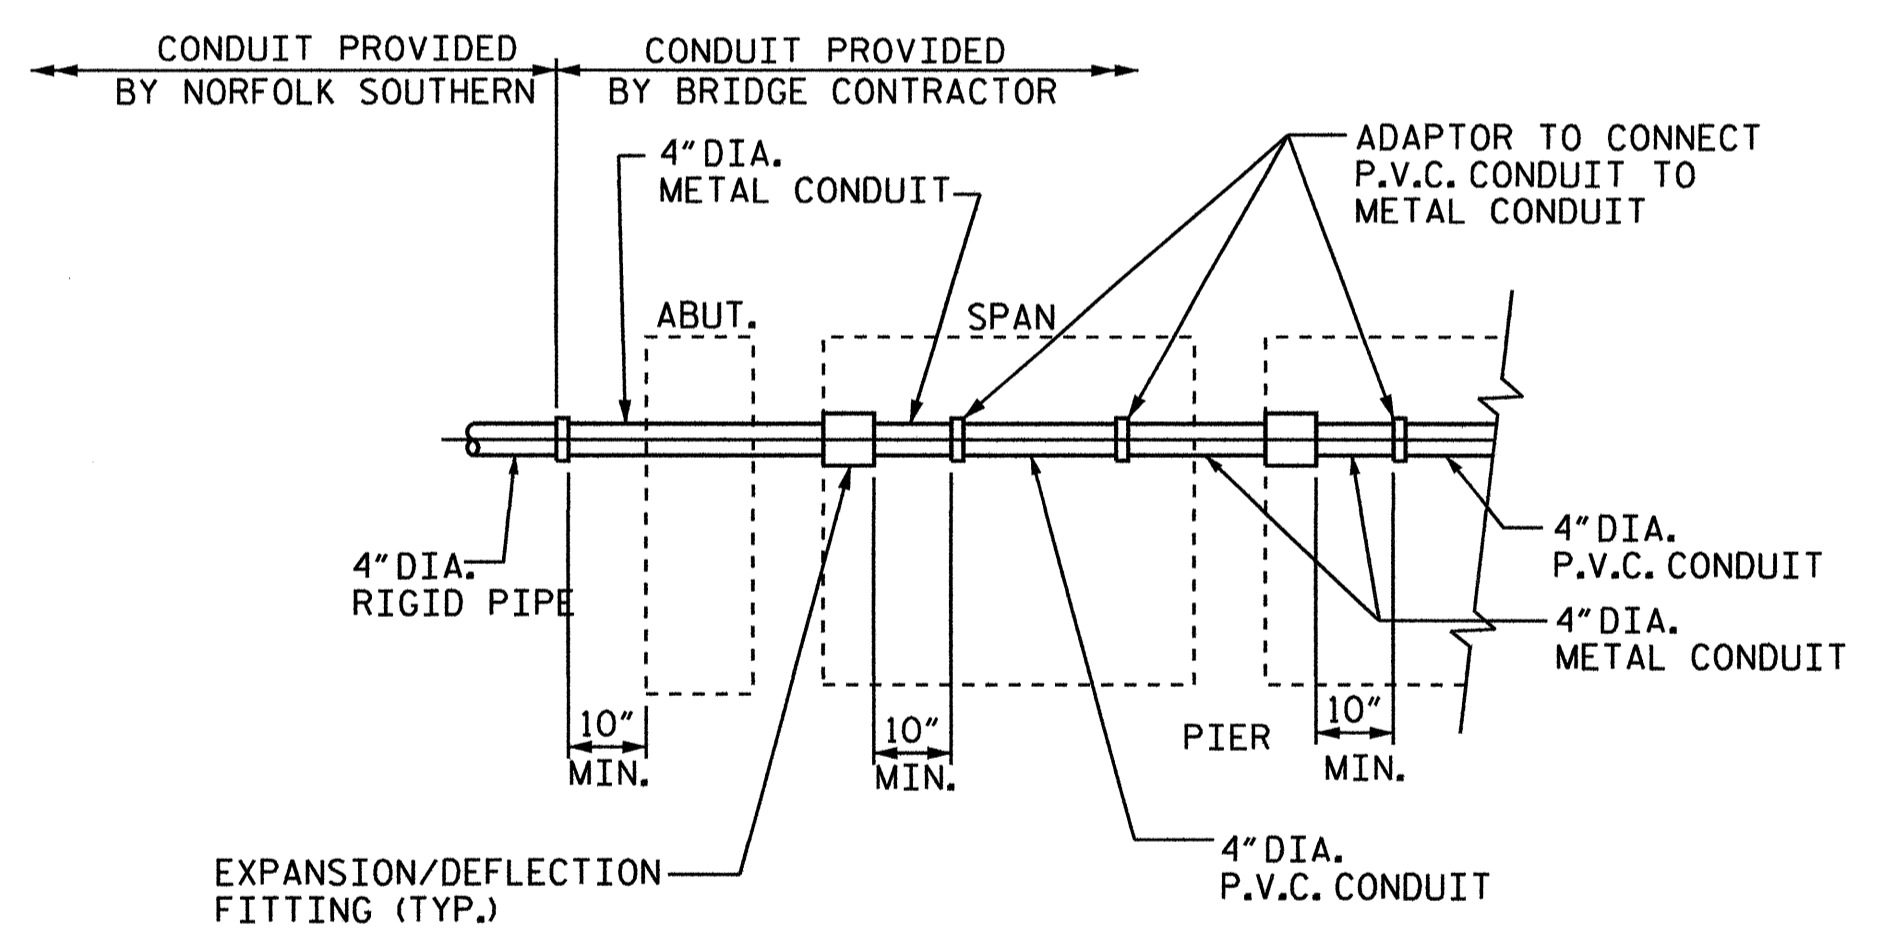 CONDUIT PROVIDED
BY NORFOLK SOUTHERN
CONDUIT PROVIDED
BY BRIDGE CONTRACTOR
4" DIA.
METAL CONDUIT
ADAPTOR TO CONNECT
P.V.C. CONDUIT TO
METAL CONDUIT
ABUT.
SPAN
4" DIA.
RIGID PIPE
4" DIA.
P.V.C. CONDUIT
4" DIA.
METAL CONDUIT
10"
MIN.
10"
MIN.
PIER
10"
MIN.
4" DIA.
P.V.C. CONDUIT
EXPANSION/DEFLECTION
FITTING (TYP.)